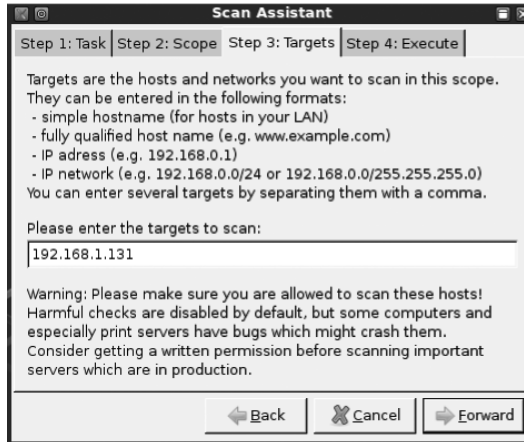 Scan Assistant
Step 1: Task Step 2: Scope Step 3: Targets Step 4: Execute
Targets are the hosts and networks you want to scan in this scope.
They can be entered in the following formats:
- simple hostname (for hosts in your LAN)
- fully qualified host name (e.g. www.example.com)
- IP adress (e.g. 192.168.0.1)
- IP network (e.g. 192.168.0.0/24 or 192.168.0.0/255.255.255.0)
You can enter several targets by separating them with a comma.
Please enter the targets to scan:
192.168.1.131
Warning: Please make sure you are allowed to scan these hosts!
Harmful checks are disabled by default, but some computers and
especially print servers have bugs which might crash them.
Consider getting a written permission before scanning important
servers which are in production.
Back Cancel Forward